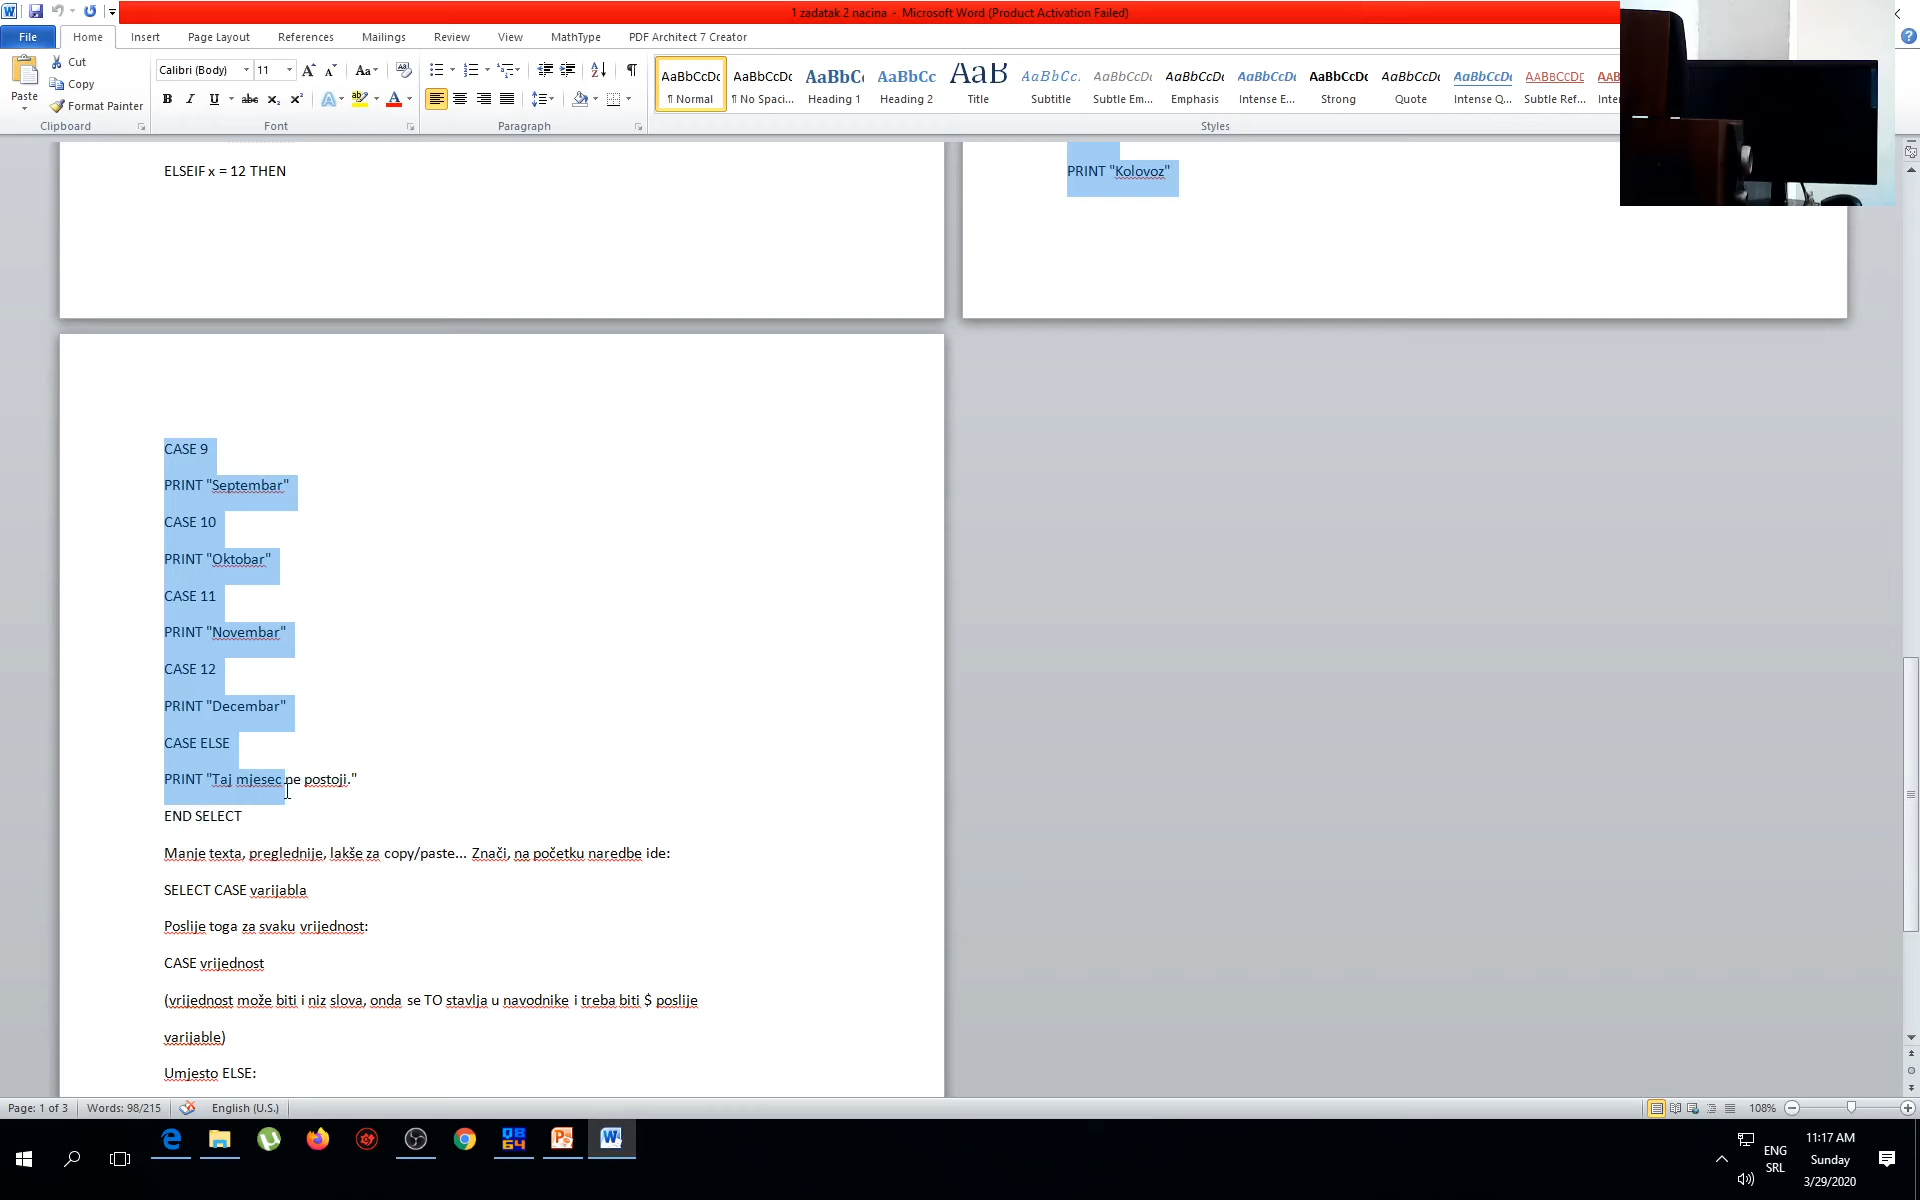 1 zadatak 2 nacina - Microsoft Word (Product Activation Failed)
File Home Insert Page Layout References Mailings Review View MathType PDF Architect 7 Creator
Paste
Cut
Copy
Format Painter
Clipboard
Calibri (Body) 11
Font
Paragraph
AaBbCcDc AaBbCcDc AaBbC AaBbCc AaB AaBbCc. AaBbCcDc AaBbCcDc AaBbCcDc AaBbCcDc AaBbCcDc AaBbCcDc AABBCCDC AABB
¶ Normal ¶ No Spaci... Heading 1 Heading 2 Title Subtitle Subtle Em... Emphasis Intense E... Strong Quote Intense Q... Subtle Ref...
Styles
ELSEIF x = 12 THEN
PRINT "Kolovoz"
CASE 9
PRINT "Septembar"
CASE 10
PRINT "Oktobar"
CASE 11
PRINT "Novembar"
CASE 12
PRINT "Decembar"
CASE ELSE
PRINT "Taj mjesec ne postoji."
END SELECT
Manje texta, preglednije, lakše za copy/paste... Znači, na početku naredbe ide:
SELECT CASE varijabla
Poslije toga za svaku vrijednost:
CASE vrijednost
(vrijednost može biti i niz slova, onda se TO stavlja u navodnike i treba biti $ poslije
varijable)
Umjesto ELSE:
Page: 1 of 3 Words: 98/215 English (U.S.) 108%
ENG
SRL
11:17 AM
Sunday
3/29/2020